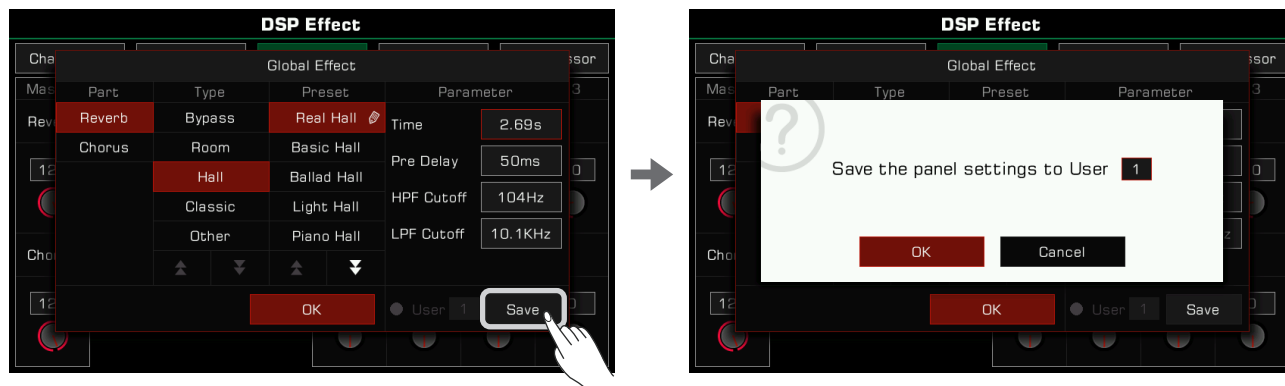 DSP Effect
Cha
ssor
Global Effect
Mas
Part
Type
Preset
Parameter
3
Rev
Reverb
Bypass
Real Hall
Time
2.69s
Chorus
Room
Basic Hall
Pre Delay
50ms
12
Hall
Ballad Hall
0
HPF Cutoff
104Hz
Classic
Light Hall
LPF Cutoff
10.1KHz
Other
Piano Hall
Cho
12
OK
User
1
Save
0
DSP Effect
Cha
ssor
Global Effect
Mas
Part
Type
Preset
Parameter
3
Rev
?
12
Save the panel settings to User 1
0
z
Cho
OK
Cancel
12
OK
User
1
Save
0